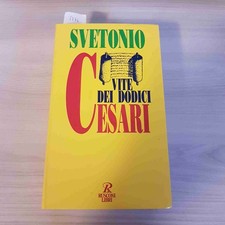 SVETONIO
VITE
DEI DODICI
CESARI
R
RUSCONI
LIBRI